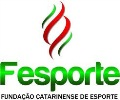 Fesporte
FUNDAÇÃO CATARINENSE DE ESPORTE